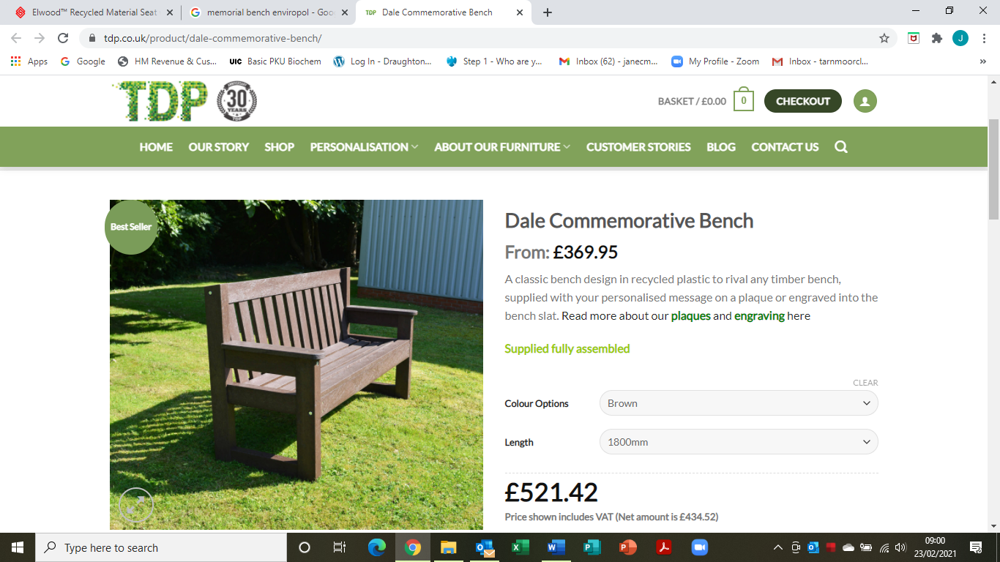 Elwood™ Recycled Material Seat
memorial bench enviropol - Goo
TDP Dale Commemorative Bench
tdp.co.uk/product/dale-commemorative-bench/
J
Apps
Google
HM Revenue & Cus...
UIC Basic PKU Biochem
Log In - Draughton...
Step 1 - Who are y...
Inbox (62) - janecm...
My Profile - Zoom
Inbox - tarnmoorcl...
»
TDP
ANNIVERSARY
30
YEARS
TDP
BASKET / £0.00
0
CHECKOUT
HOME
OUR STORY
SHOP
PERSONALISATION
ABOUT OUR FURNITURE
CUSTOMER STORIES
BLOG
CONTACT US
Best Seller
Dale Commemorative Bench
From: £369.95
A classic bench design in recycled plastic to rival any timber bench,
supplied with your personalised message on a plaque or engraved into the
bench slat. Read more about our plaques and engraving here
Supplied fully assembled
CLEAR
Colour Options
Brown
Length
1800mm
£521.42
Price shown includes VAT (Net amount is £434.52)
Type here to search
09:00
23/02/2021